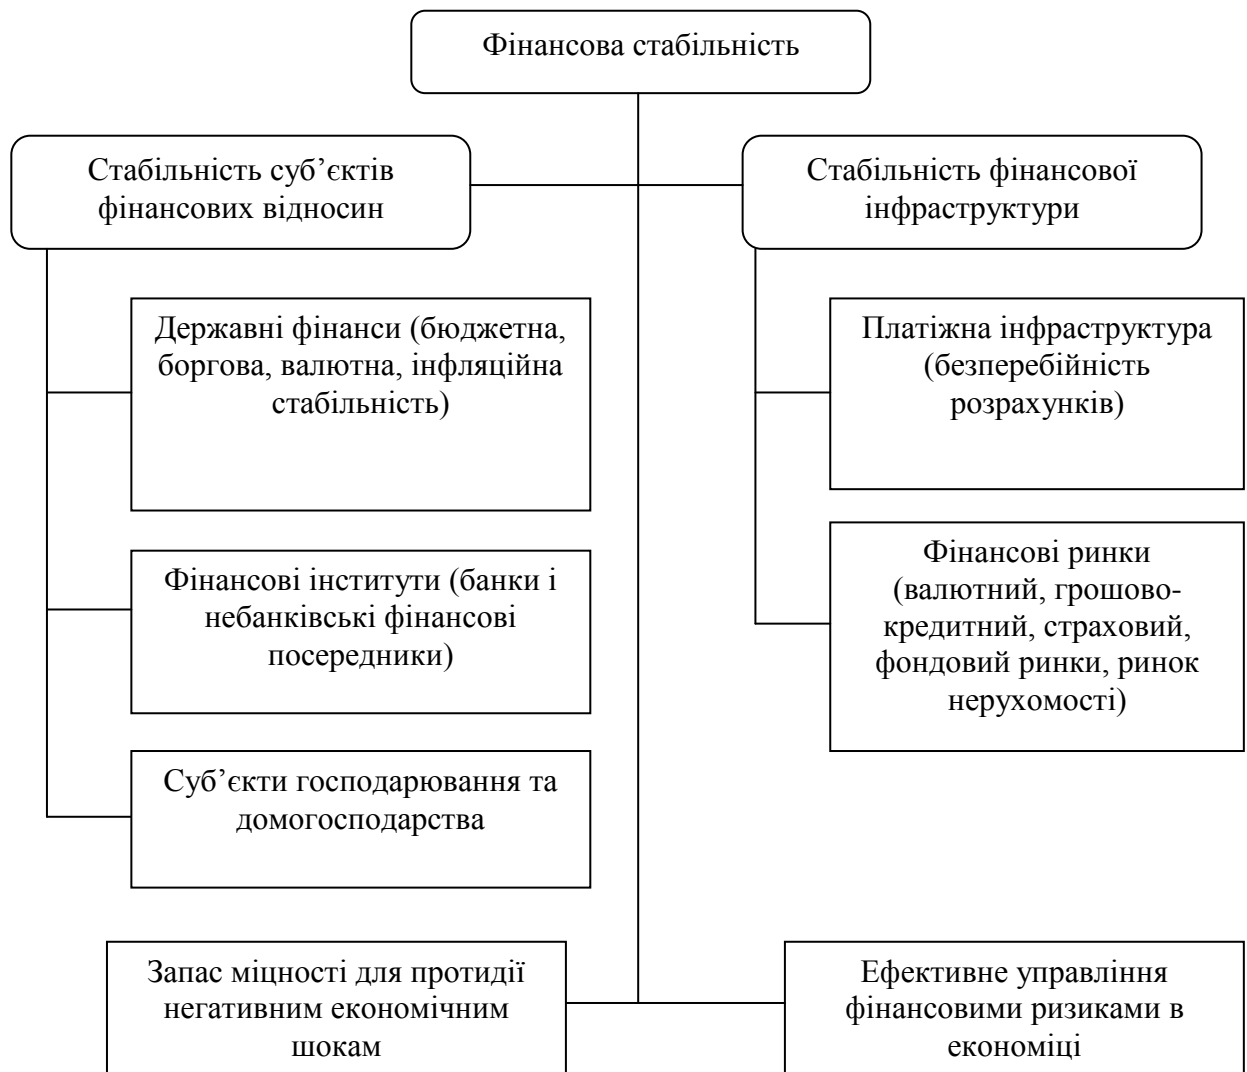 Фінансова стабільність
Стабільність суб’єктів
фінансових відносин
Стабільність фінансової
інфраструктури
Державні фінанси (бюджетна,
боргова, валютна, інфляційна
стабільність)
Платіжна інфраструктура
(безперебійність
розрахунків)
Фінансові інститути (банки і
небанківські фінансові
посередники)
Фінансові ринки
(валютний, грошово-
кредитний, страховий,
фондовий ринки, ринок
нерухомості)
Суб’єкти господарювання та
домогосподарства
Запас міцності для протидії
негативним економічним
шокам
Ефективне управління
фінансовими ризиками в
економіці